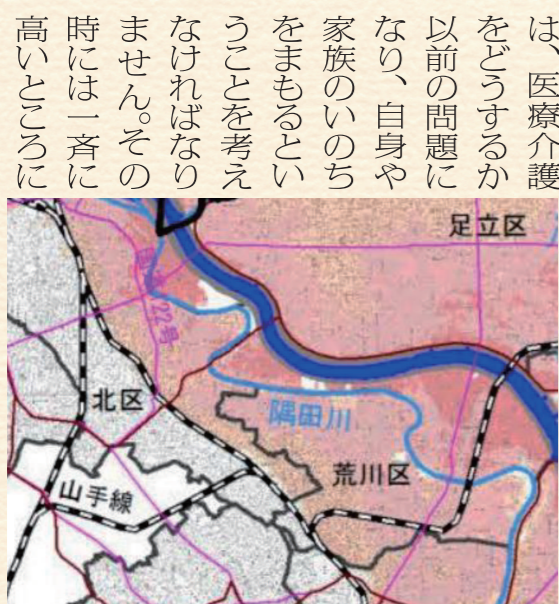 は、医療介護
をどうするか
以前の問題に
なり、自身や
家族のいのち
をまもるとい
うことを考え
なければなり
ません。その
時には一斉に
高いところに
足立区
122号
北区
隅田川
荒川区
山手線